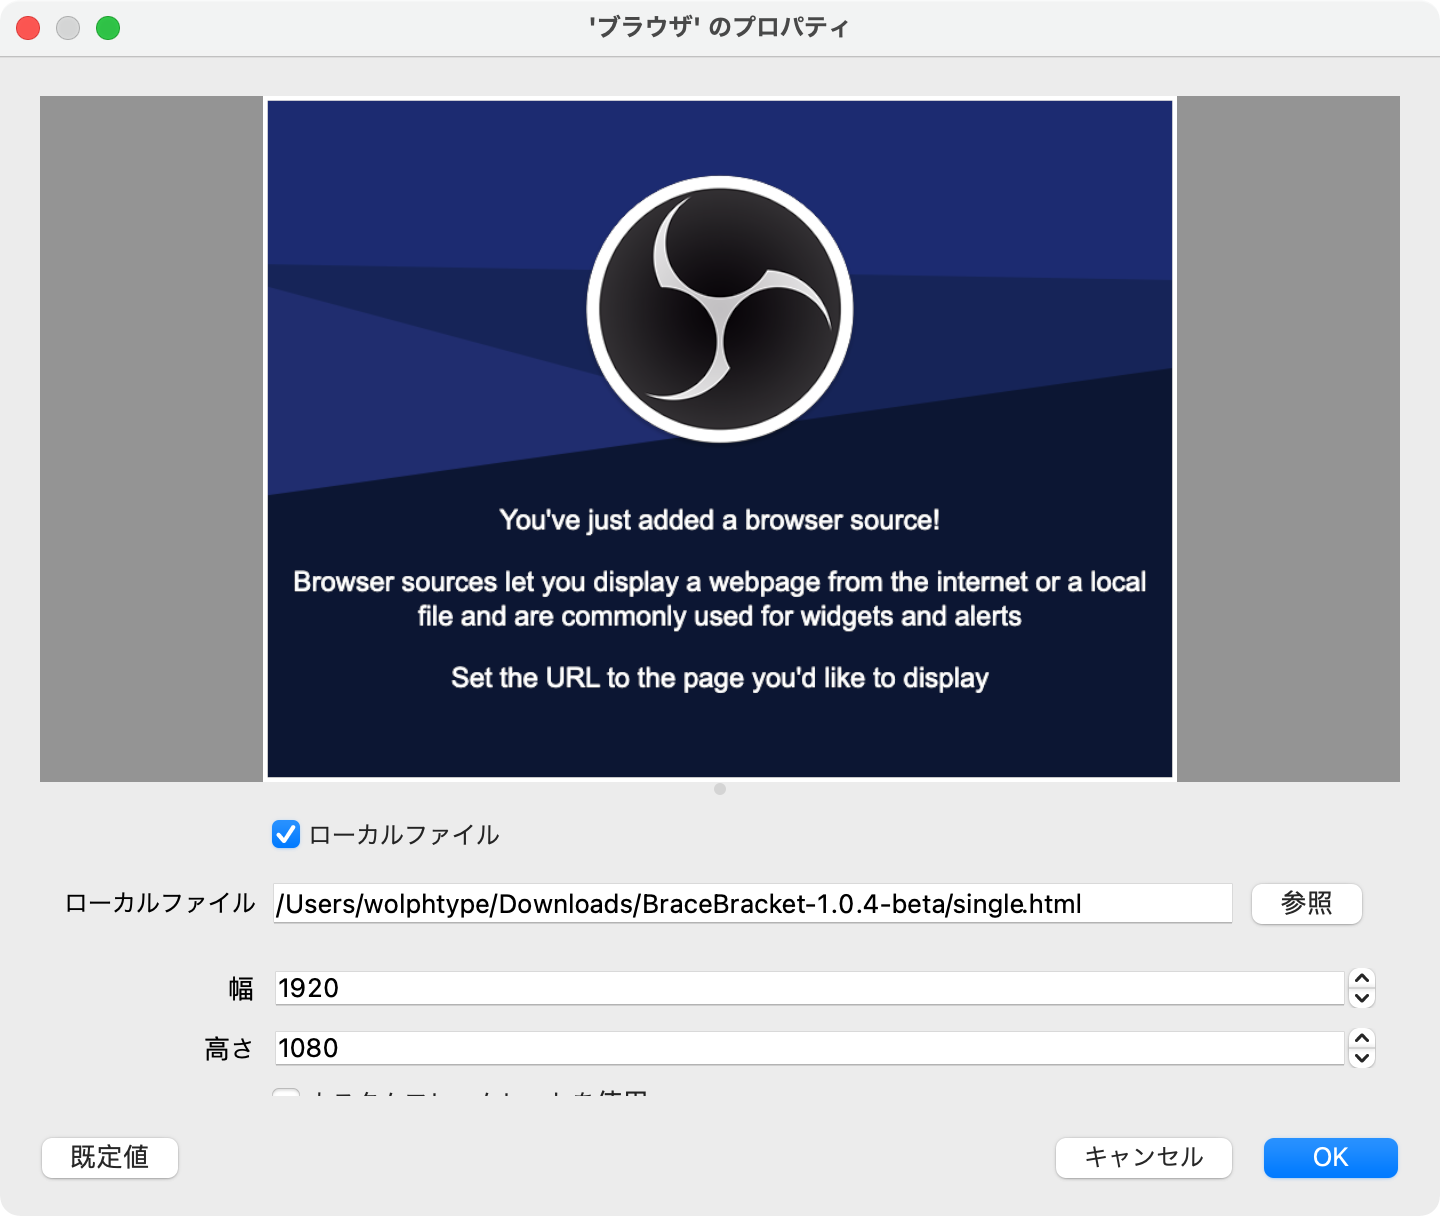 'ブラウザ' のプロパティ
You've just added a browser source!
Browser sources let you display a webpage from the internet or a local
file and are commonly used for widgets and alerts
Set the URL to the page you'd like to display
ローカルファイル
ローカルファイル /Users/wolphtype/Downloads/BraceBracket-1.0.4-beta/single.html 参照
幅 1920
高さ 1080
既定値 キャンセル OK